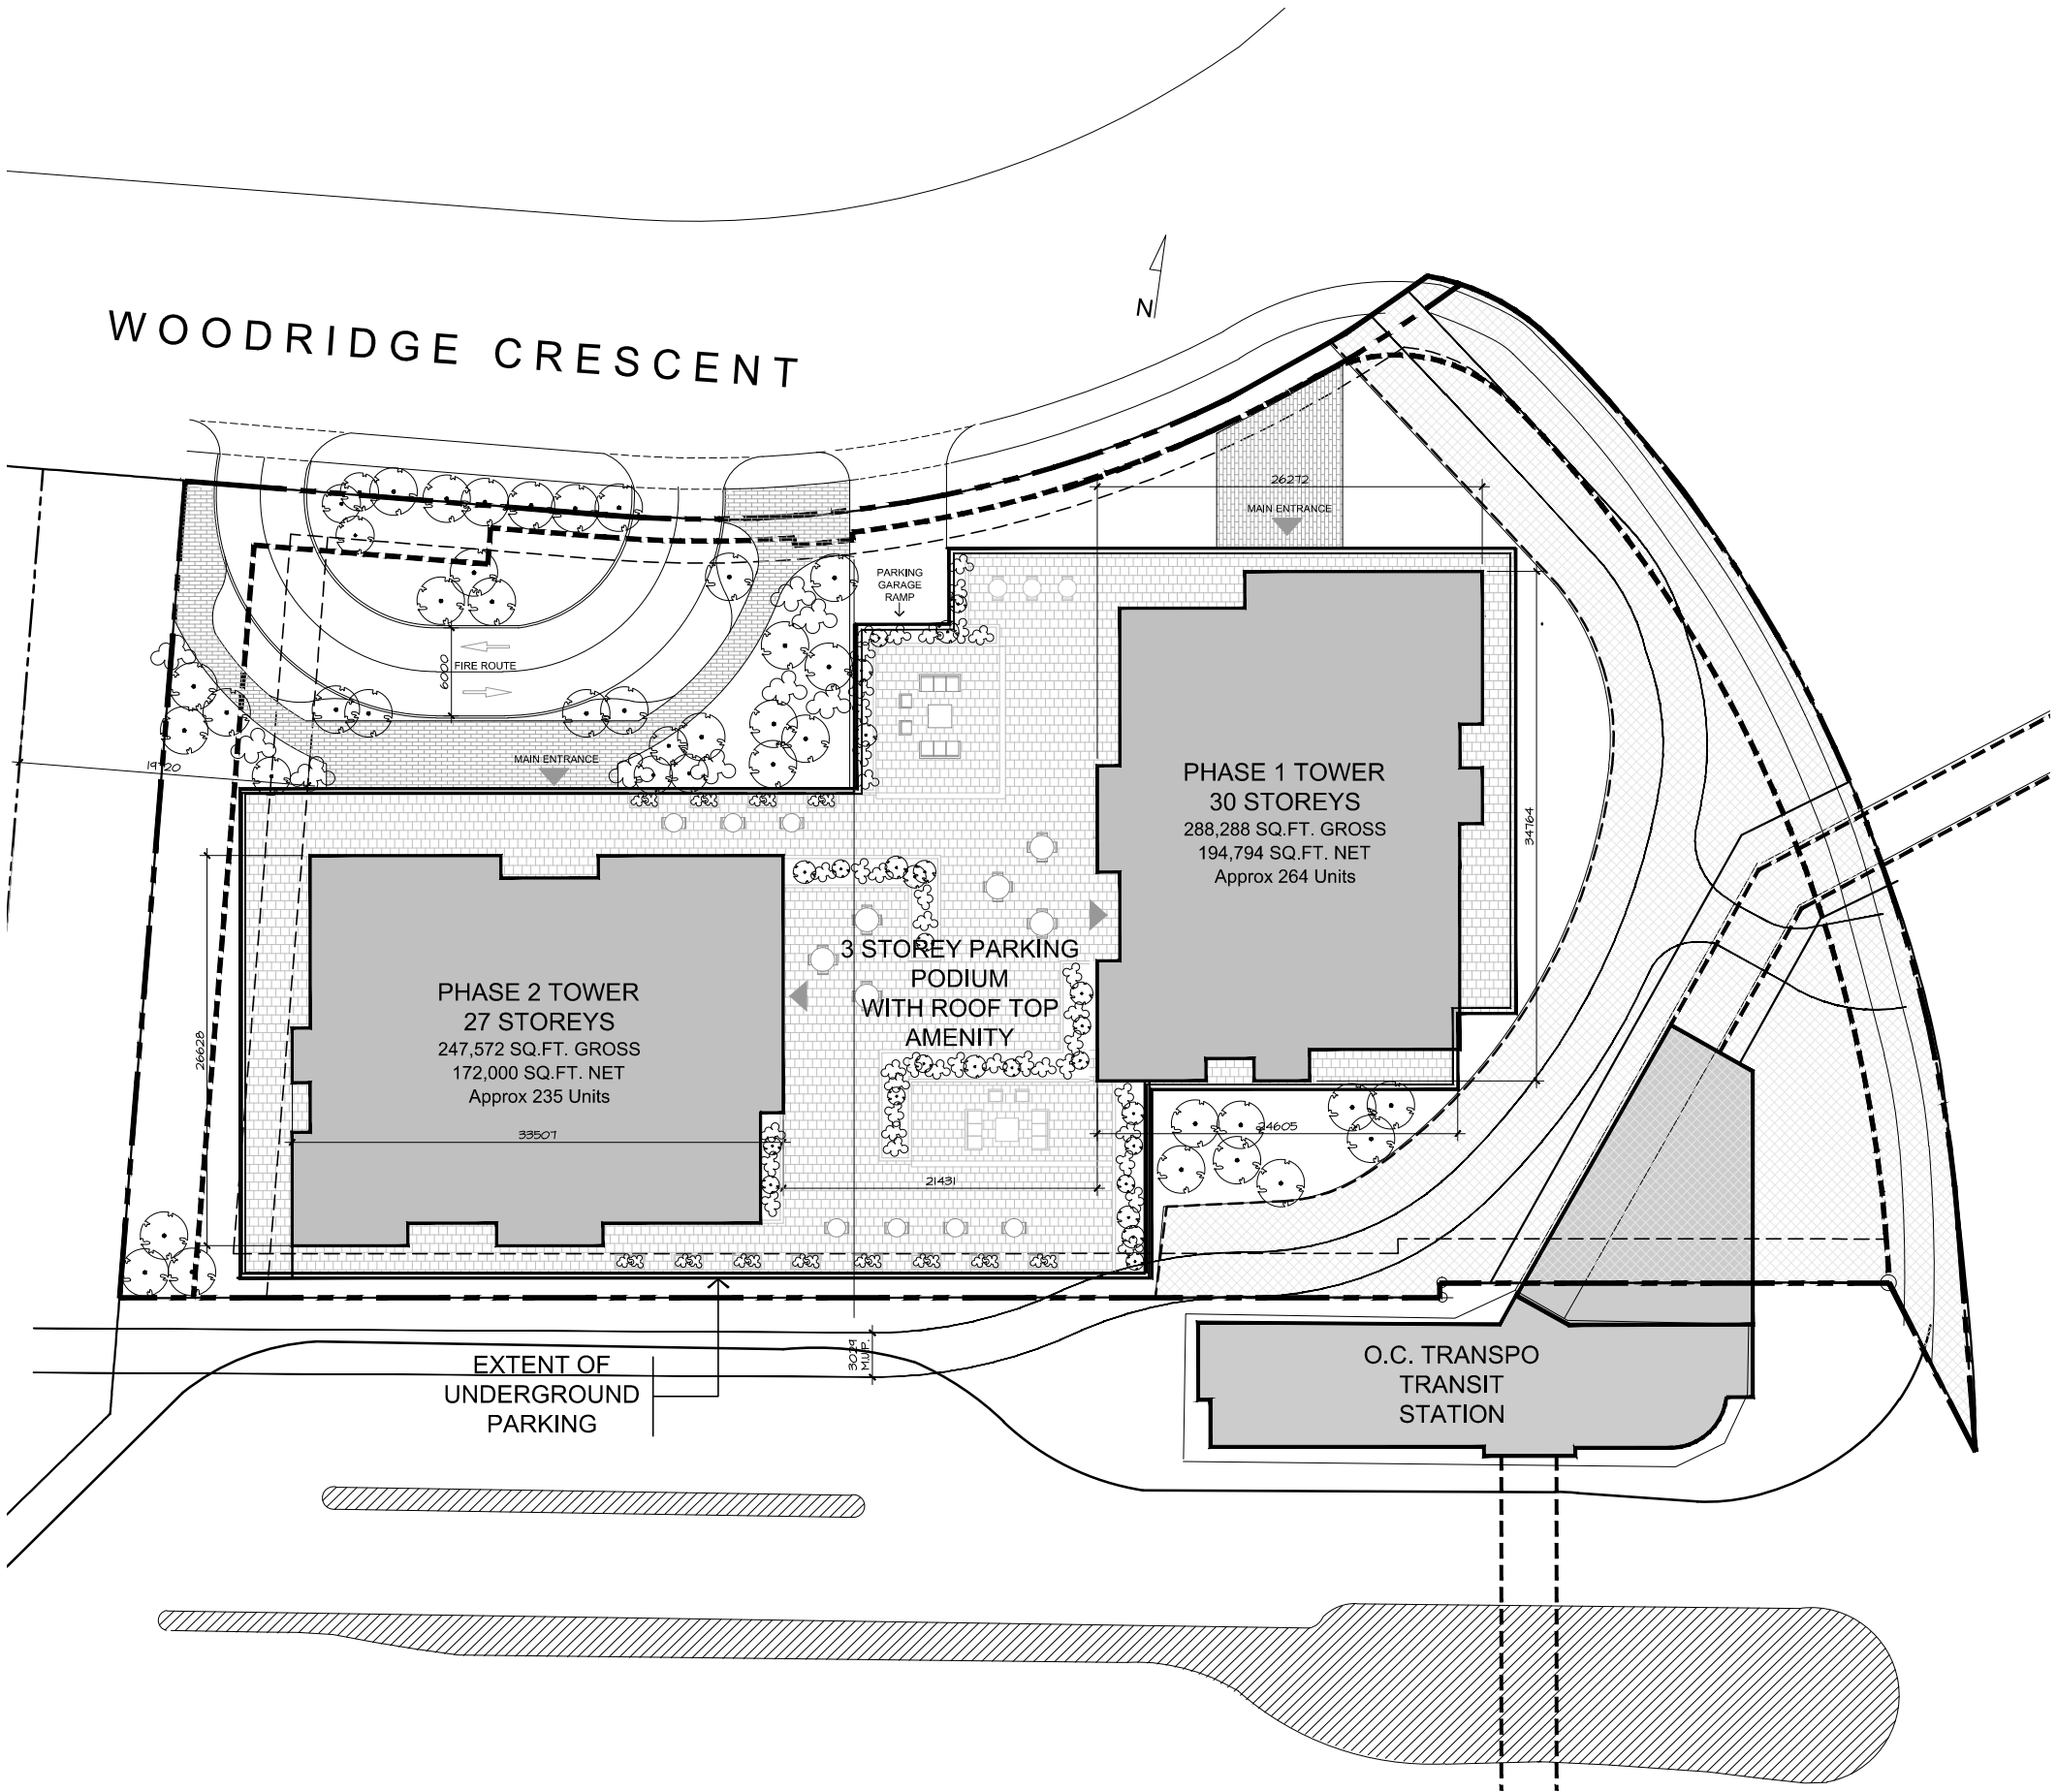 WOODRIDGE CRESCENT
N
26272
MAIN ENTRANCE
PARKING
GARAGE
RAMP
FIRE ROUTE
6000
19720
MAIN ENTRANCE
PHASE 1 TOWER
30 STOREYS
288,288 SQ.FT. GROSS
194,794 SQ.FT. NET
Approx 264 Units
34764
3 STOREY PARKING
PODIUM
WITH ROOF TOP
AMENITY
PHASE 2 TOWER
27 STOREYS
247,572 SQ.FT. GROSS
172,000 SQ.FT. NET
Approx 235 Units
26628
33507
24605
21431
3029
M.U.P.
EXTENT OF
UNDERGROUND
PARKING
O.C. TRANSPO
TRANSIT
STATION